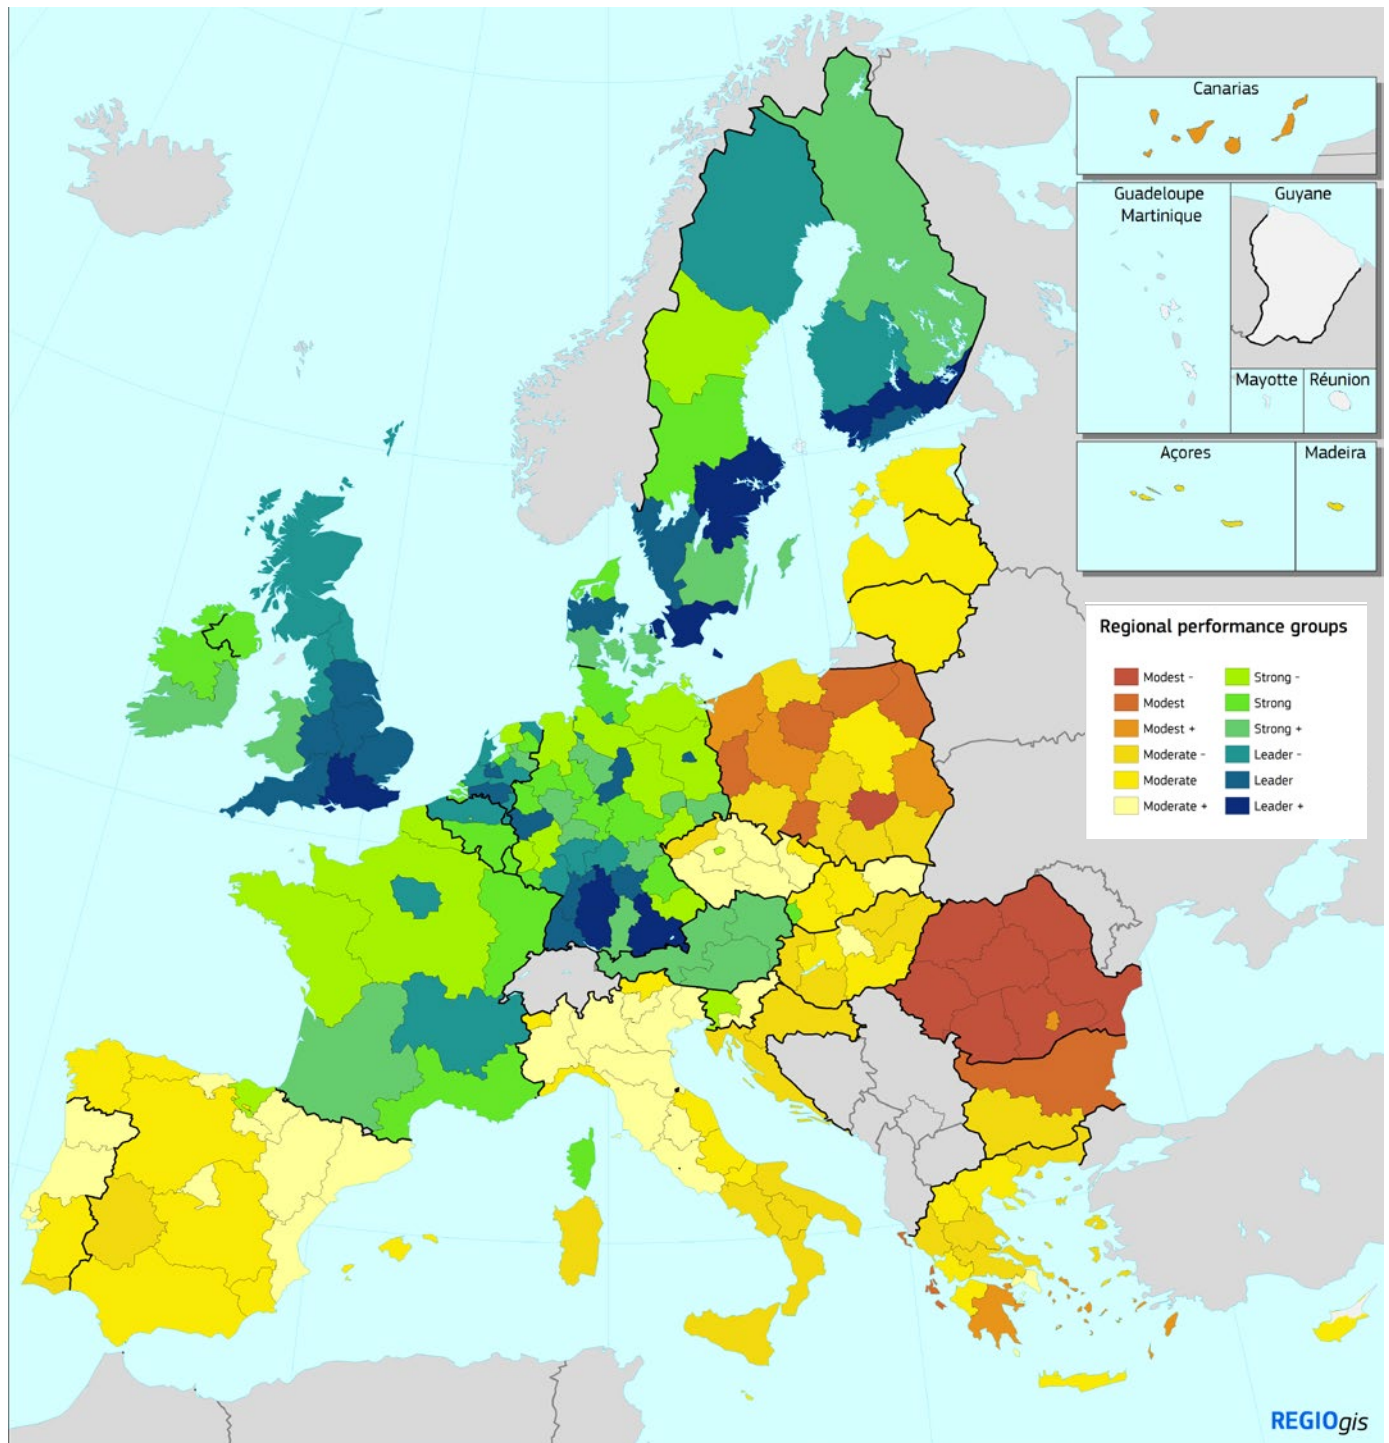 Canarias
Guadeloupe
Martinique
Guyane
Mayotte
Réunion
Açores
Madeira
Regional performance groups
Modest -
Modest
Modest +
Moderate -
Moderate
Moderate +
Strong -
Strong
Strong +
Leader -
Leader
Leader +
REGIOgis